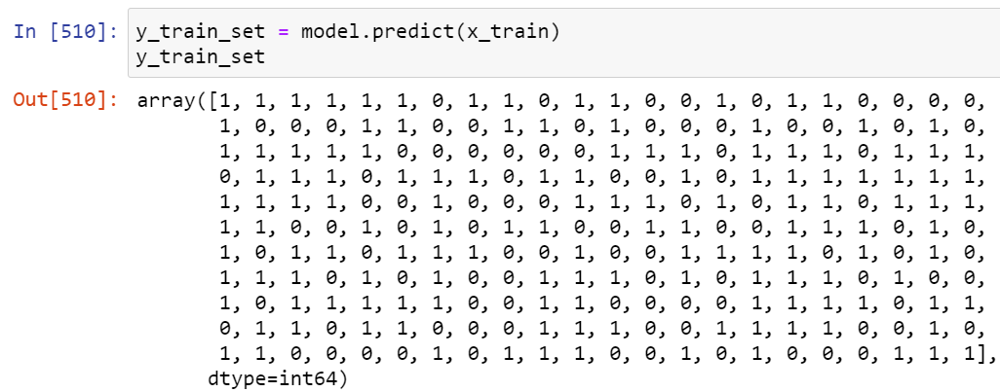 In [510]: y_train_set = model.predict(x_train)
y_train_set
Out[510]: array([1, 1, 1, 1, 1, 1, 0, 1, 1, 0, 1, 1, 0, 0, 1, 0, 1, 1, 0, 0, 0, 0,
1, 0, 0, 0, 1, 1, 0, 0, 1, 1, 0, 1, 0, 0, 0, 1, 0, 0, 1, 0, 1, 0,
1, 1, 1, 1, 1, 0, 0, 0, 0, 0, 0, 1, 1, 1, 0, 1, 1, 1, 0, 1, 1, 1,
0, 1, 1, 1, 0, 1, 1, 1, 0, 1, 1, 0, 0, 1, 0, 1, 1, 1, 1, 1, 1, 1,
1, 1, 1, 1, 0, 0, 1, 0, 0, 0, 1, 1, 1, 0, 1, 0, 1, 1, 0, 1, 1, 1,
1, 1, 0, 0, 1, 0, 1, 0, 1, 1, 0, 0, 1, 1, 0, 0, 1, 1, 1, 0, 1, 0,
1, 0, 1, 1, 0, 1, 1, 1, 0, 0, 1, 0, 0, 1, 1, 1, 1, 0, 1, 0, 1, 0,
1, 1, 1, 0, 1, 0, 1, 0, 0, 1, 1, 1, 0, 1, 0, 1, 1, 1, 0, 1, 0, 0,
1, 0, 1, 1, 1, 1, 1, 0, 0, 1, 1, 0, 0, 0, 0, 1, 1, 1, 1, 0, 1, 1,
0, 1, 1, 0, 1, 1, 0, 0, 0, 1, 1, 1, 0, 0, 1, 1, 1, 1, 0, 0, 1, 0,
1, 1, 0, 0, 0, 0, 1, 0, 1, 1, 1, 0, 0, 1, 0, 1, 0, 0, 0, 1, 1, 1],
dtype=int64)